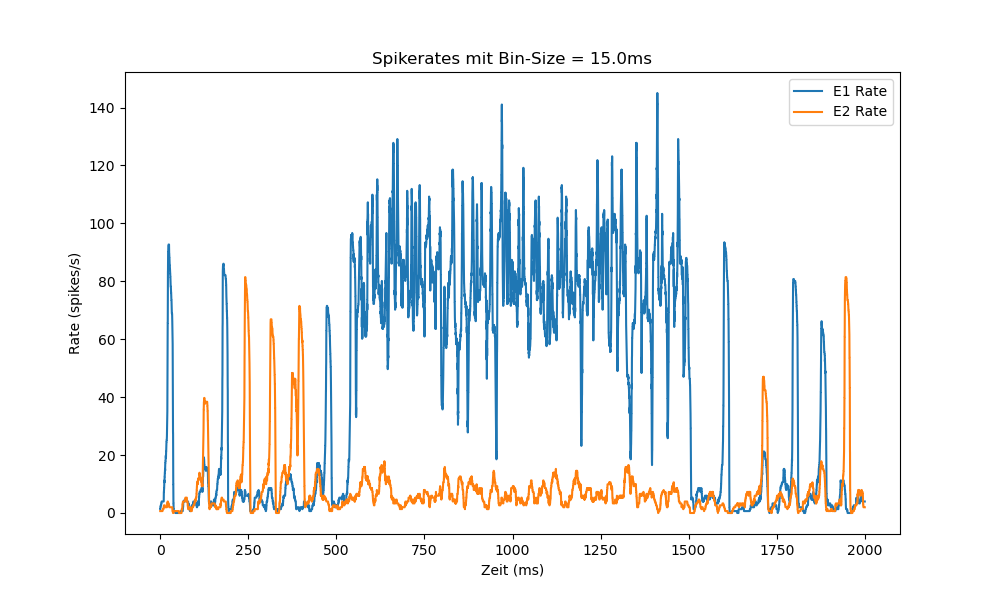 Spikerates mit Bin-Size = 15.0ms
E1 Rate
E2 Rate
Rate (spikes/s)
140
120
100
80
60
40
20
0
0 250 500 750 1000 1250 1500 1750 2000
Zeit (ms)